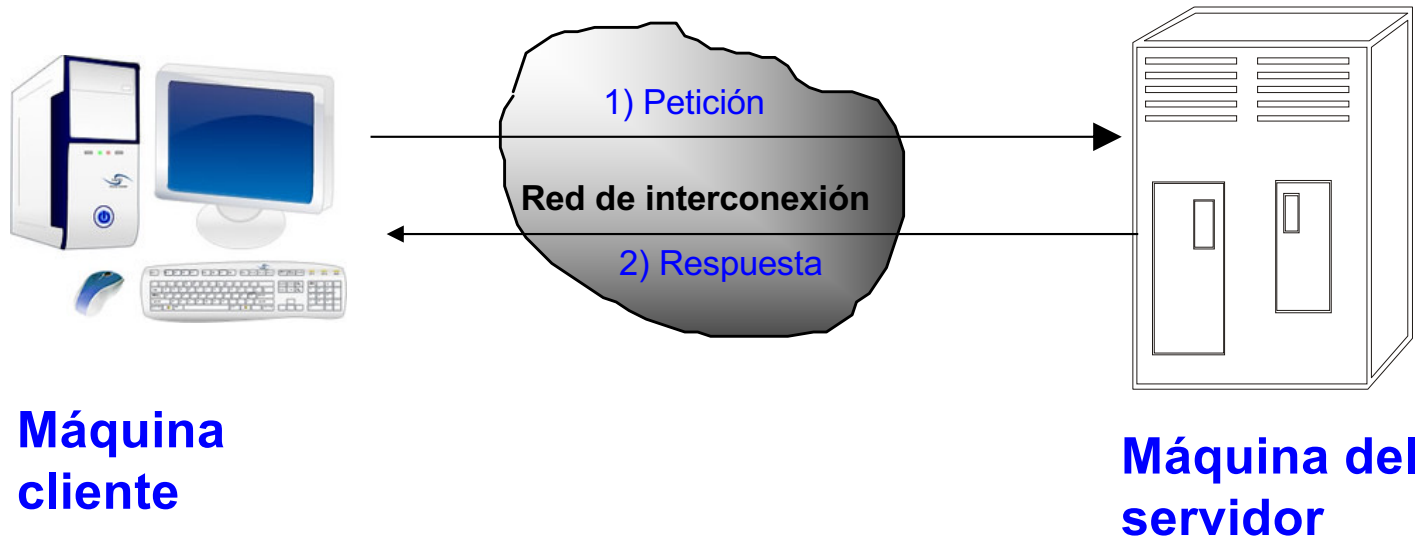 1) Petición
Red de interconexión
2) Respuesta
Máquina
cliente
Máquina del
servidor